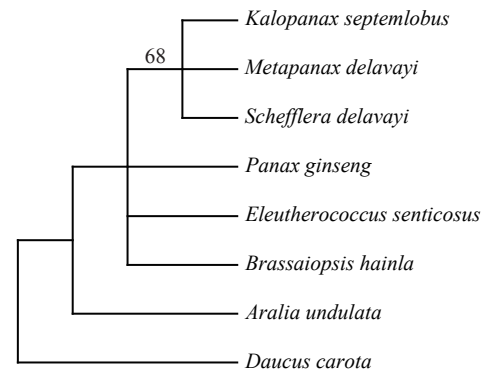 Kalopanax septemlobus
68
Metapanax delavayi
Schefflera delavayi
Panax ginseng
Eleutherococcus senticosus
Brassaiopsis hainla
Aralia undulata
Daucus carota